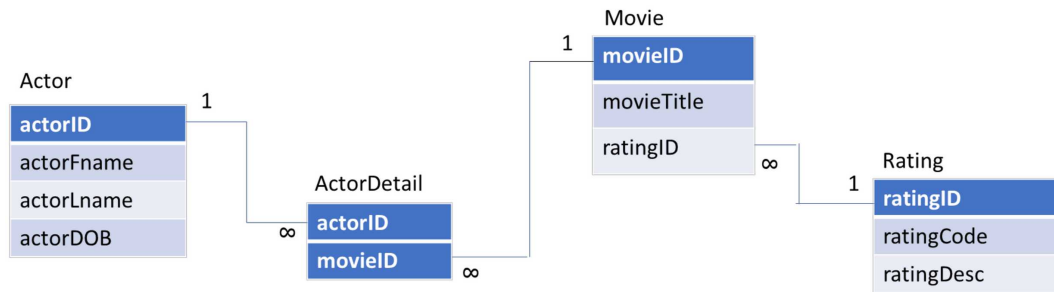 Actor
1
actorID
actorFname
actorLname
actorDOB
ActorDetail
∞
actorID
movieID
∞
Movie
1
movieID
movieTitle
ratingID
∞
Rating
1
ratingID
ratingCode
ratingDesc